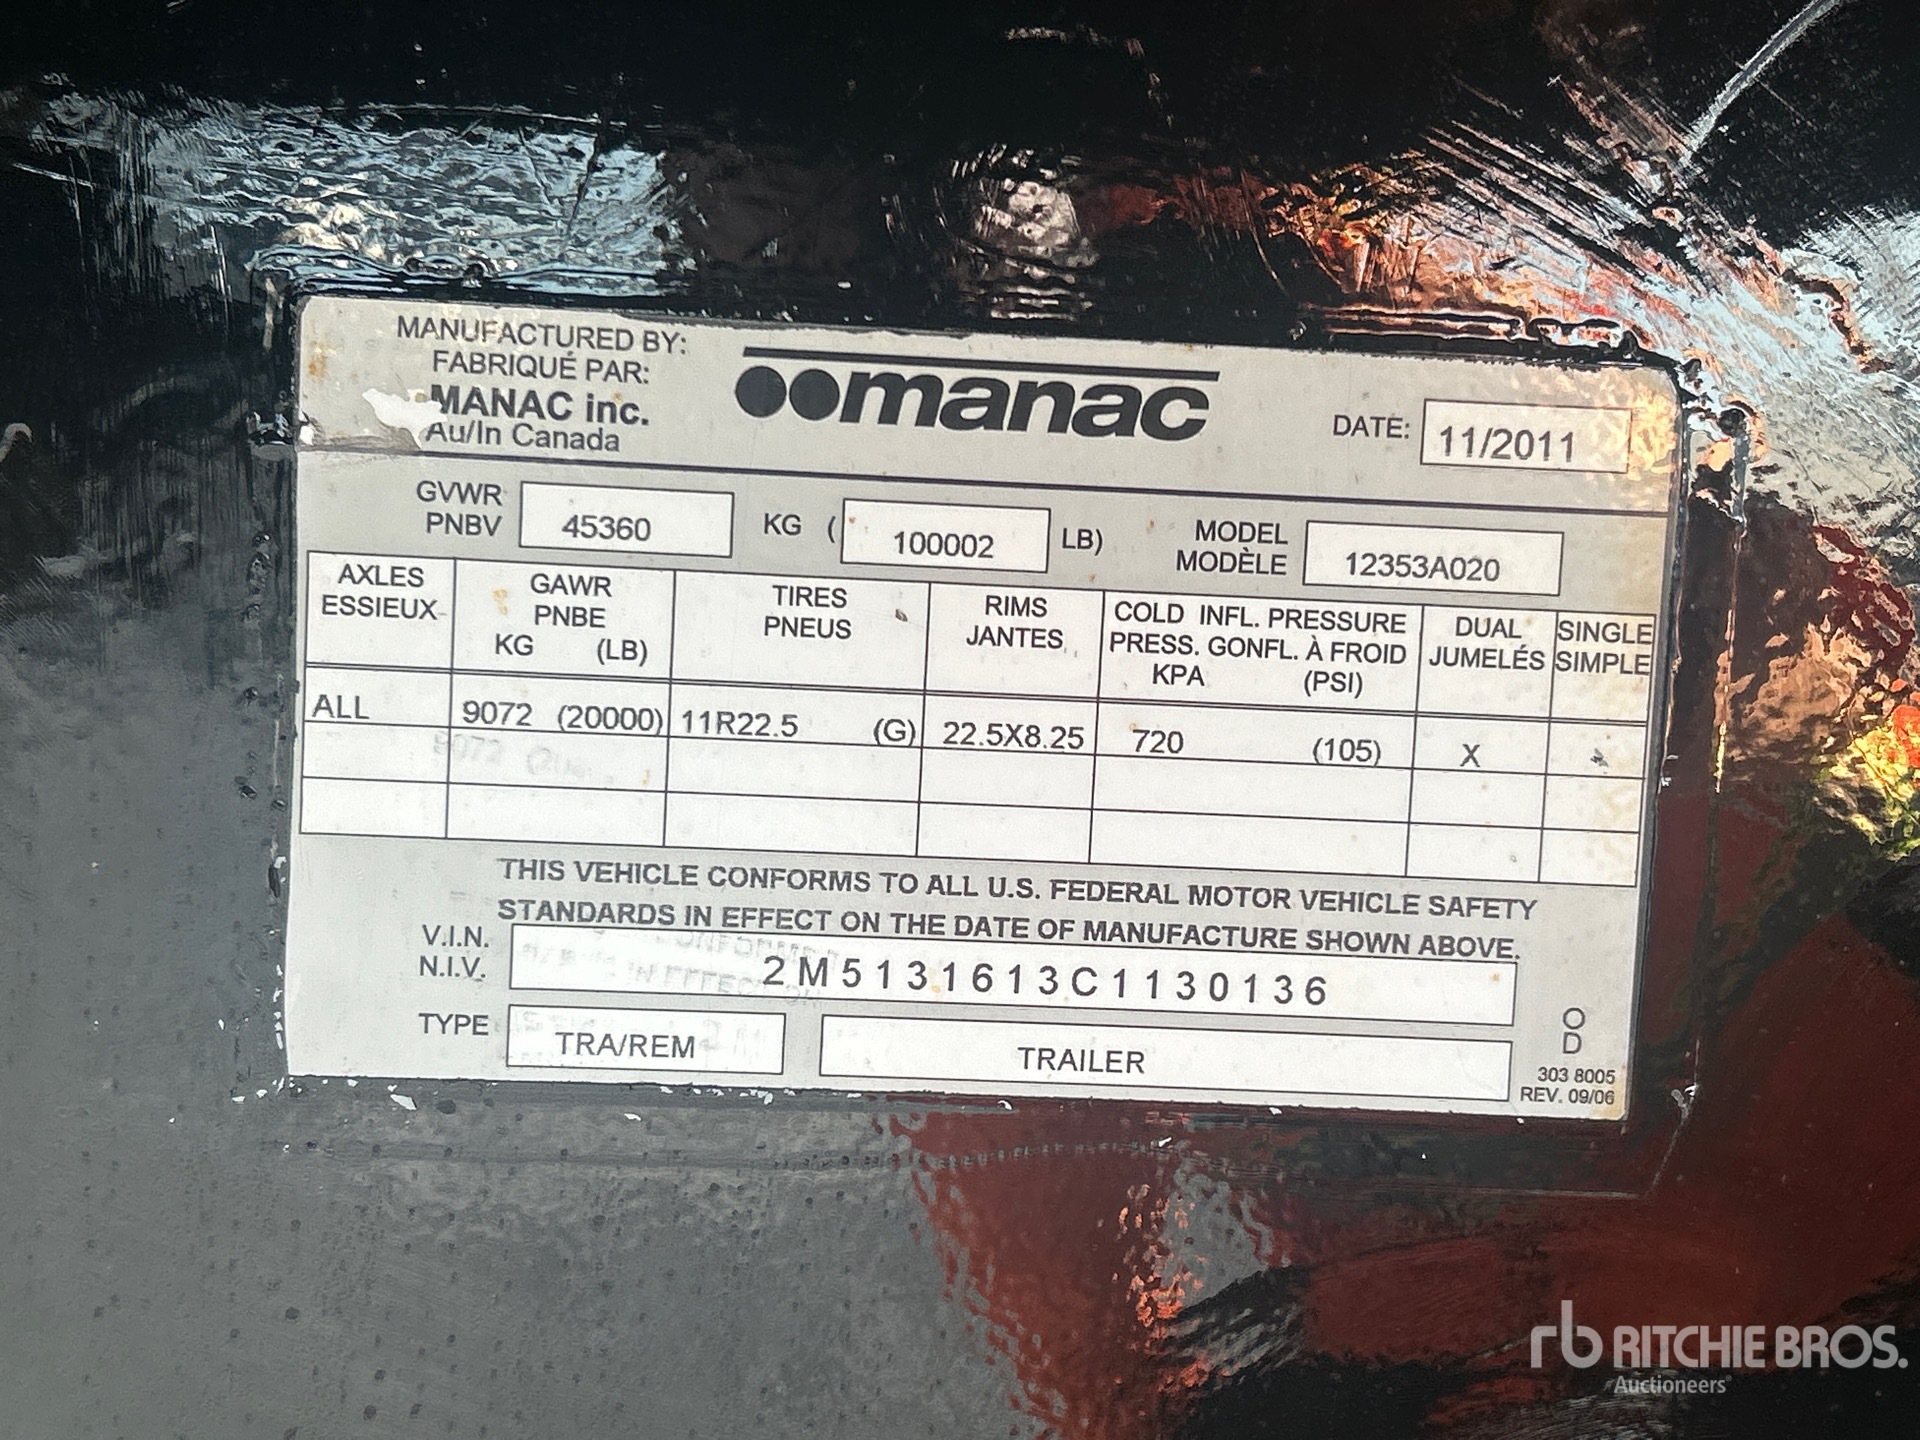 MANUFACTURED BY:
FABRIQUÉ PAR:
MANAC inc.
Au/In Canada
manac
DATE: 11/2011
GVWR
PNBV
45360 KG ( 100002 LB)
MODEL
MODÈLE
12353A020
AXLES
ESSIEUX
GAWR
PNBE
KG (LB)
TIRES
PNEUS
RIMS
JANTES
COLD INFL. PRESSURE
PRESS. GONFL. À FROID
KPA (PSI)
DUAL
JUMELÉS
SINGLE
SIMPLE
ALL 9072 (20000) 11R22.5 (G) 22.5X8.25 720 (105) X
THIS VEHICLE CONFORMS TO ALL U.S. FEDERAL MOTOR VEHICLE SAFETY
STANDARDS IN EFFECT ON THE DATE OF MANUFACTURE SHOWN ABOVE.
V.I.N.
N.I.V.
2M5131613C1130136
TYPE TRA/REM TRAILER
O
D
303 8005
REV. 09/06
rb RITCHIE BROS.
Auctioneers